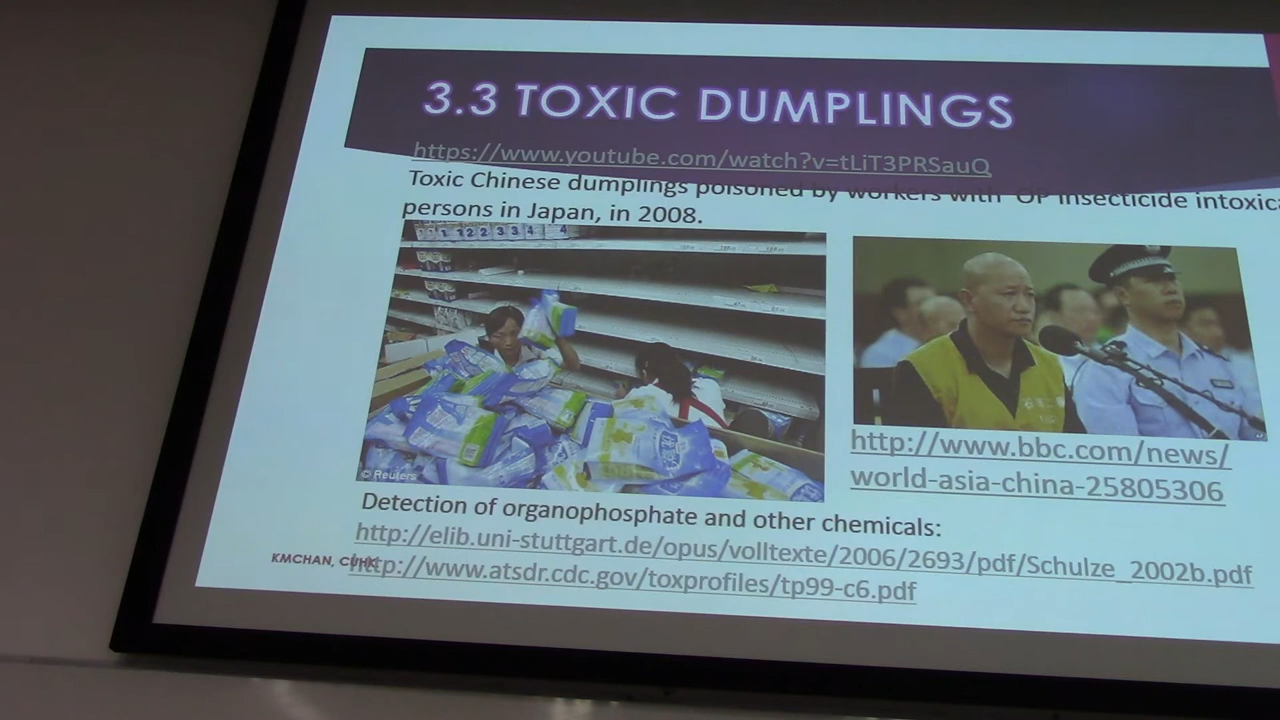 3.3 TOXIC DUMPLINGS
https://www.youtube.com/watch?v=tLiT3PRSauQ
Toxic Chinese dumplings poisoned by workers with OP insecticide
persons in Japan, in 2008.
© Reuters
http://www.bbc.com/news/
world-asia-china-25805306
Detection of organophosphate and other chemicals:
http://elib.uni-stuttgart.de/opus/volltexte/2006/2693/pdf/Schulze_2002b.pdf
KMCHAN, CUHK
http://www.atsdr.cdc.gov/toxprofiles/tp99-c6.pdf